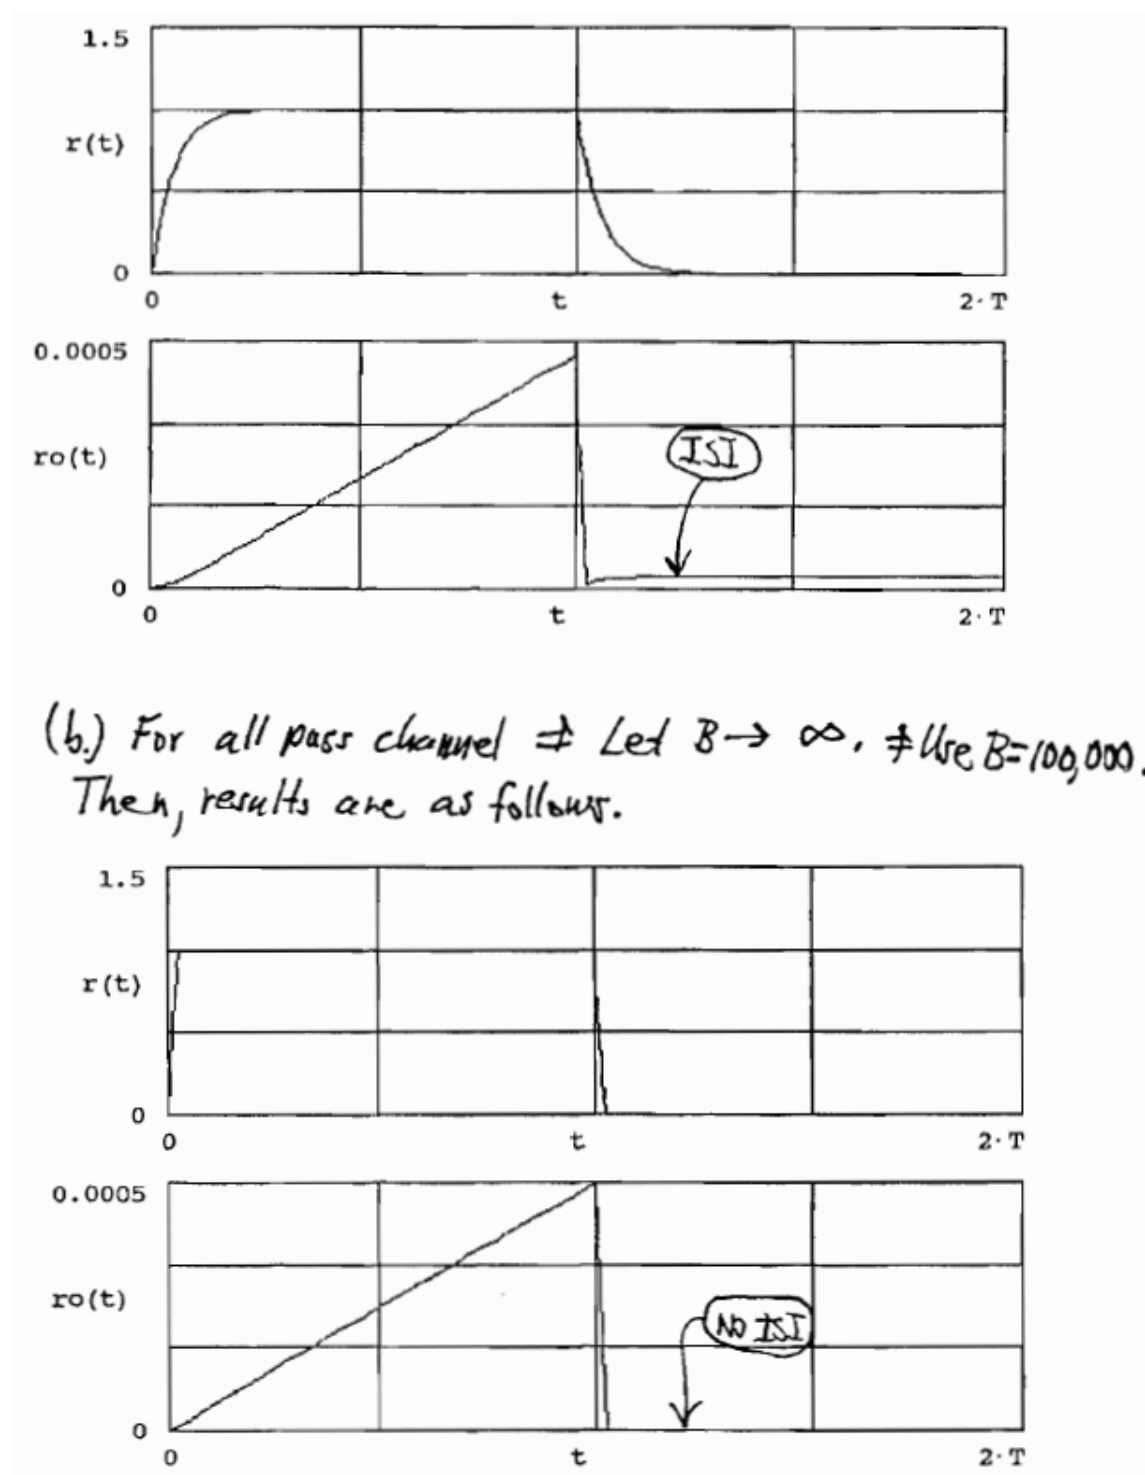 1.5
r(t)
0
0 t 2·T
0.0005
ISI
ro(t)
0
0 t 2·T
(b.) For all pass channel ⇒ Let B → ∞. ⇒ Use B=100,000.
Then, results are as follows.
1.5
r(t)
0
0 t 2·T
0.0005
ro(t)
NO ISI
0
0 t 2·T